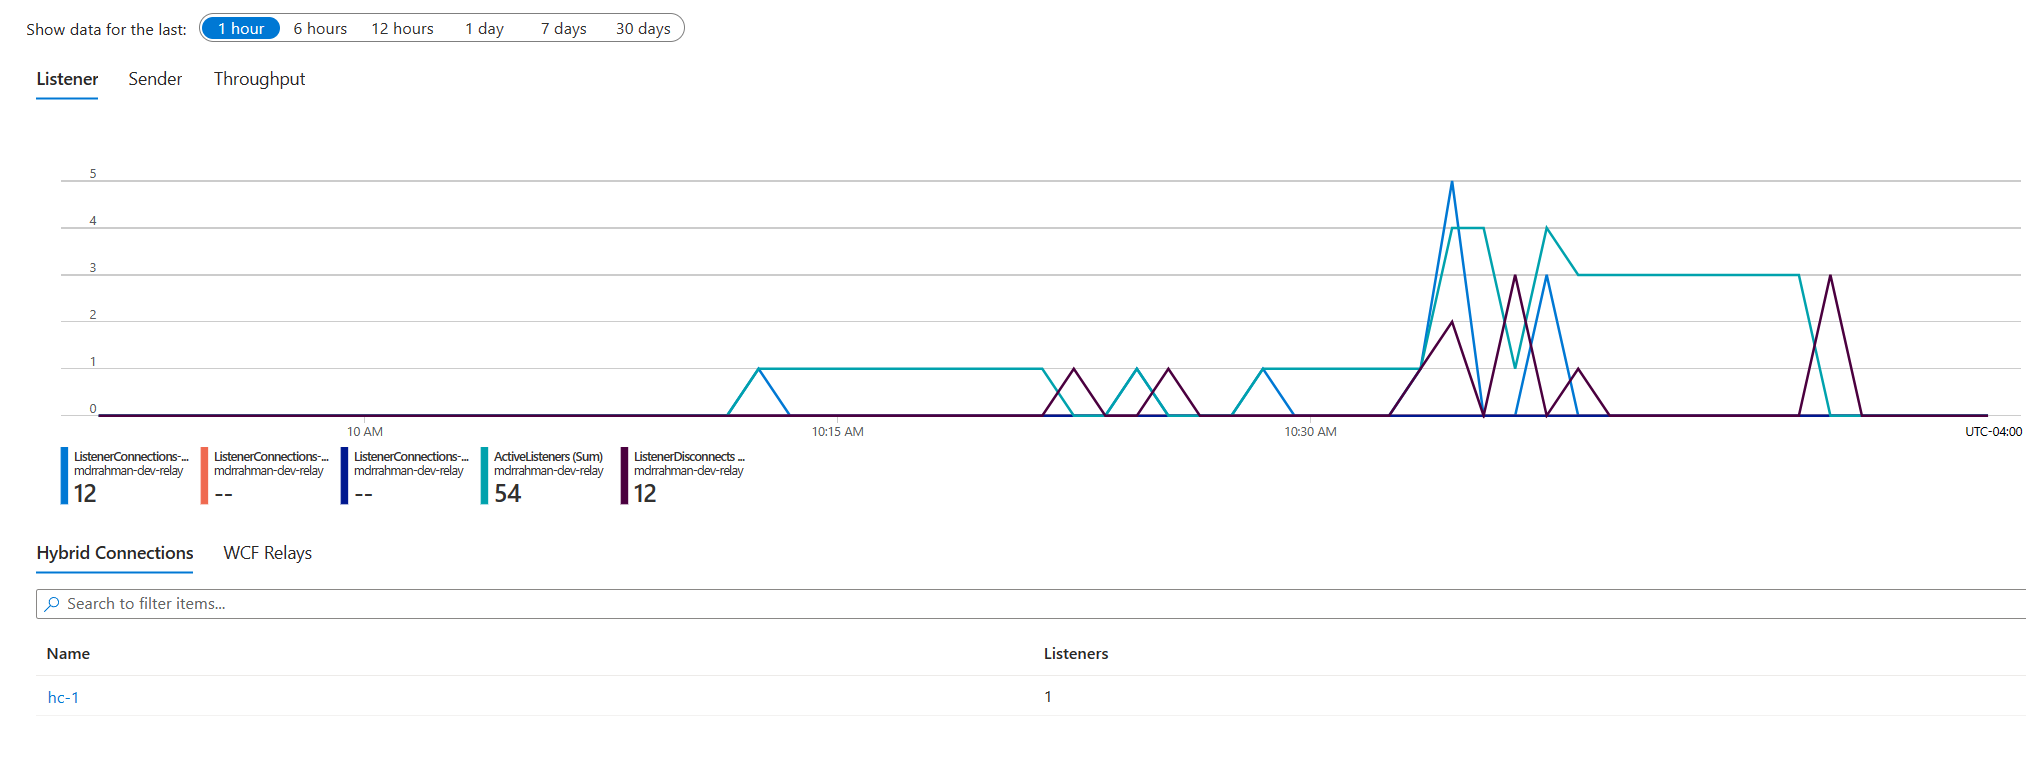 Show data for the last: 1 hour 6 hours 12 hours 1 day 7 days 30 days
Listener Sender Throughput
5
4
3
2
1
0
10 AM 10:15 AM 10:30 AM UTC-04:00
ListenerConnections-... ListenerConnections-... ListenerConnections-... ActiveListeners (Sum) ListenerDisconnects ...
mdrrahman-dev-relay mdrrahman-dev-relay mdrrahman-dev-relay mdrrahman-dev-relay mdrrahman-dev-relay
12 -- -- 54 12
Hybrid Connections WCF Relays
Search to filter items...
Name Listeners
hc-1 1